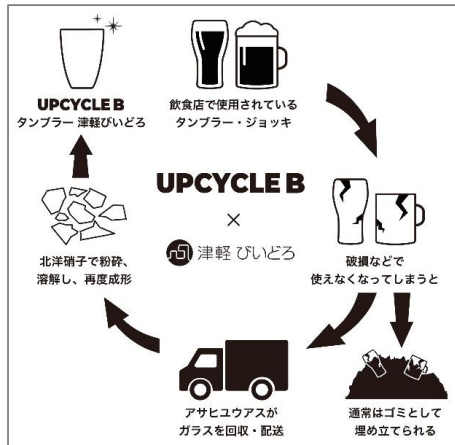 UPCYCLE B
タンブラー 津軽びいどろ
飲食店で使用されている
タンブラー・ジョッキ
UPCYCLE B
×
津軽 びいどろ
北洋硝子で粉砕、
溶解し、再度成形
破損などで
使えなくなってしまうと
アサヒユウアスが
ガラスを回収・配送
通常はゴミとして
埋め立てられる